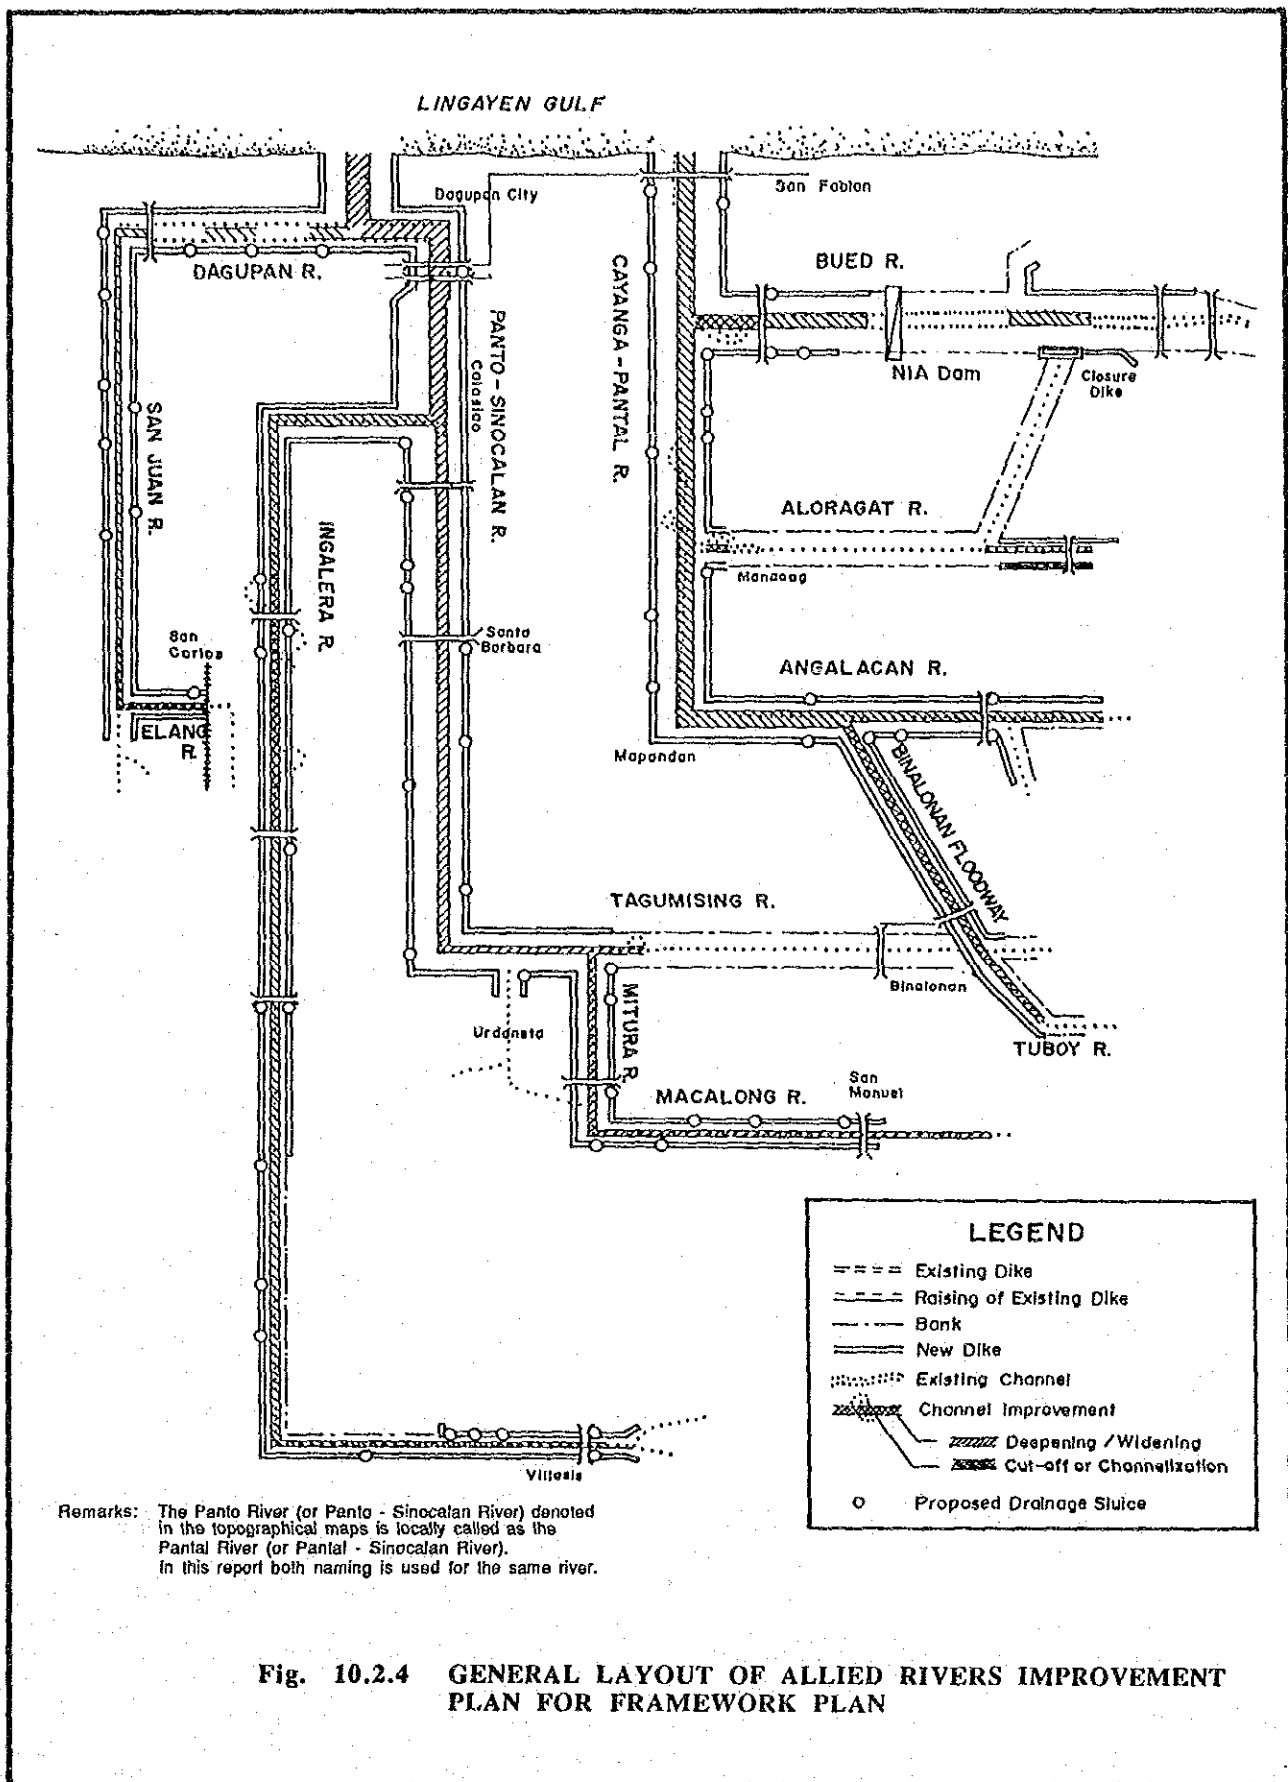 LINGAYEN GULF
Dagupan City
San Fabian
DAGUPAN R.
BUED R.
PANTO-SINOCALAN R.
Calasiao
CAYANGA-PANTAL R.
NIA Dam
Closure
Dike
SAN JUAN R.
INGALERA R.
ALORAGAT R.
Manaoag
San
Carlos
Santa
Barbara
ANGALACAN R.
ELANG
R.
Mapandan
BINALONAN FLOODWAY
TAGUMISING R.
Binalonan
Urdaneta
MITURA R.
TUBOY R.
MACALONG R.
San
Manuel
Villasis
LEGEND
Existing Dike
Raising of Existing Dike
Bank
New Dike
Existing Channel
Channel Improvement
Deepening / Widening
Cut-off or Channelization
Proposed Drainage Sluice
Remarks: The Panto River (or Panto - Sinocalan River) denoted
in the topographical maps is locally called as the
Pantal River (or Pantal - Sinocalan River).
In this report both naming is used for the same river.
Fig. 10.2.4 GENERAL LAYOUT OF ALLIED RIVERS IMPROVEMENT
PLAN FOR FRAMEWORK PLAN